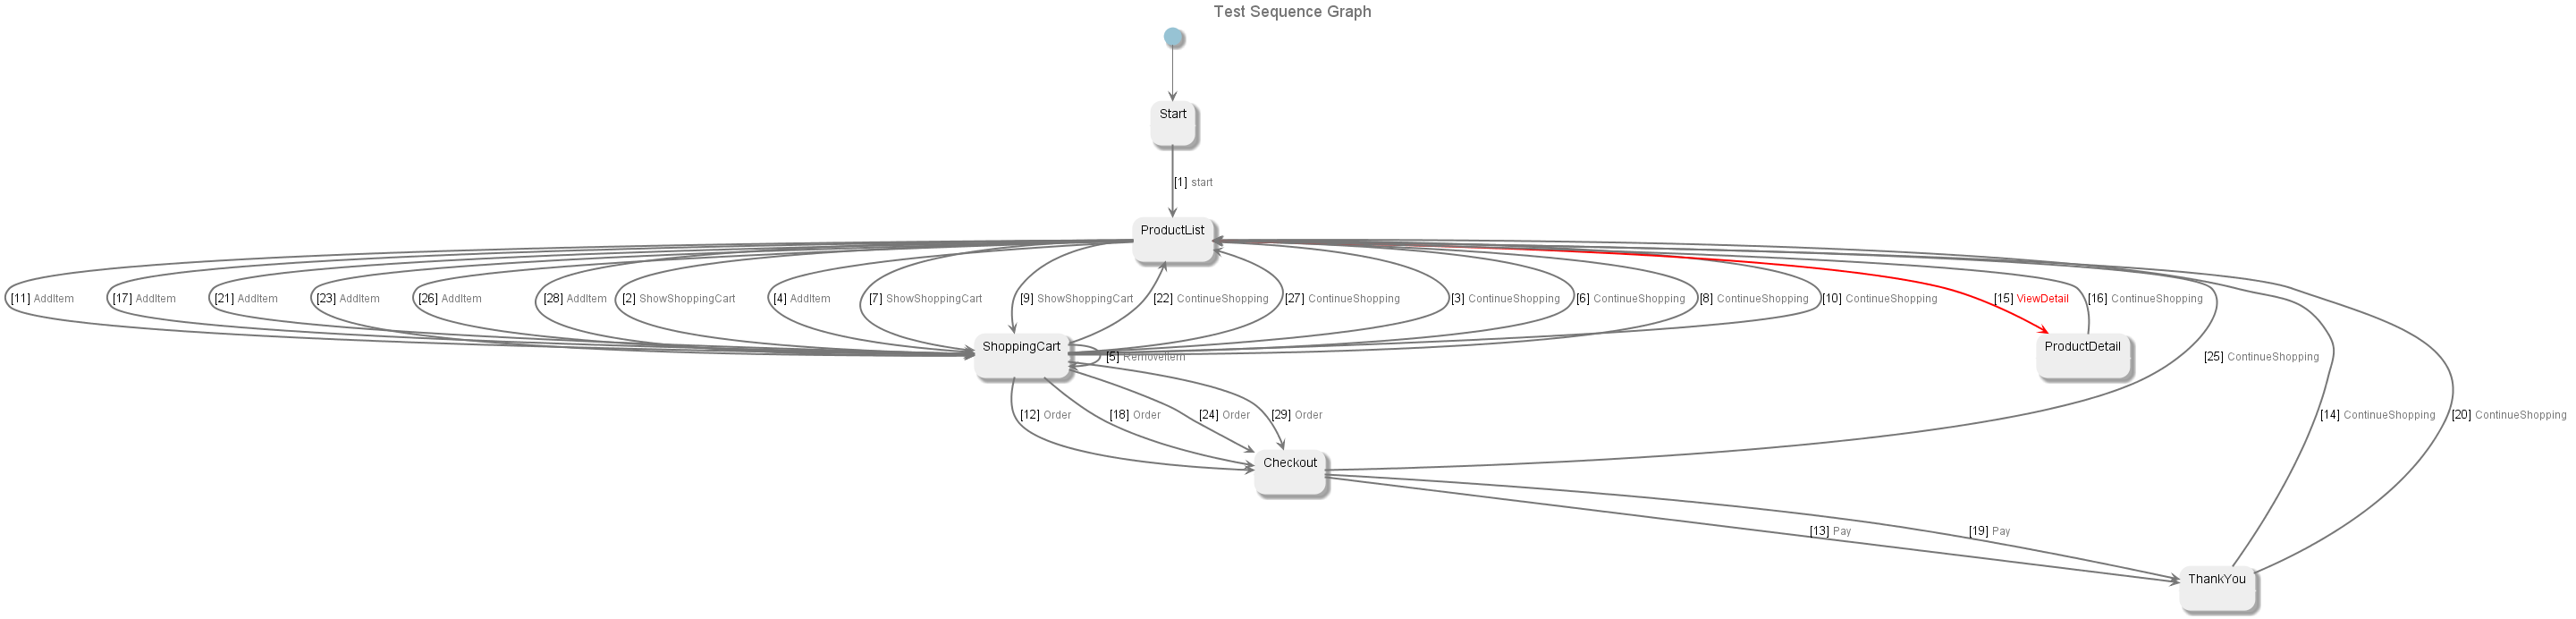 Test Sequence Graph
Start
[1] start
ProductList
[11] AddItem
[17] AddItem
[21] AddItem
[23] AddItem
[26] AddItem
[28] AddItem
[2] ShowShoppingCart
[4] AddItem
[7] ShowShoppingCart
[9] ShowShoppingCart
[22] ContinueShopping
[27] ContinueShopping
[3] ContinueShopping
[6] ContinueShopping
[8] ContinueShopping
[10] ContinueShopping
[15] ViewDetail
[16] ContinueShopping
ShoppingCart
[5] RemoveItem
ProductDetail
[25] ContinueShopping
[12] Order
[18] Order
[24] Order
[29] Order
[14] ContinueShopping
[20] ContinueShopping
Checkout
[13] Pay
[19] Pay
ThankYou